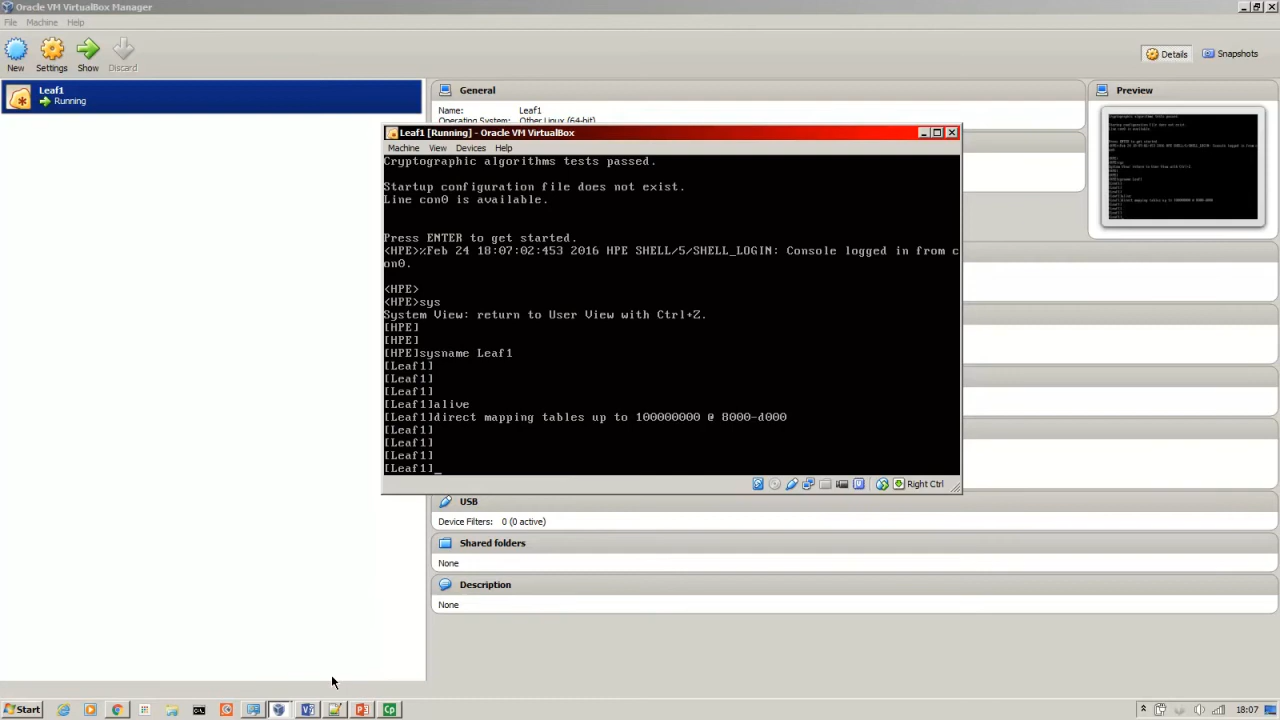 Oracle VM VirtualBox Manager
File Machine Help
New Settings Show Discard
Details Snapshots
Leaf1
Running
General
Name: Leaf1
Operating System: Other Linux (64-bit)
Preview
Leaf1 [Running] - Oracle VM VirtualBox
Machine View Devices Help
Cryptographic algorithms tests passed.
Startup configuration file does not exist.
Line con0 is available.
Press ENTER to get started.
<HPE>%Feb 24 18:07:02:453 2016 HPE SHELL/5/SHELL_LOGIN: Console logged in from c
on0.
<HPE>
<HPE>sys
System View: return to User View with Ctrl+Z.
[HPE]
[HPE]
[HPE]sysname Leaf1
[Leaf1]
[Leaf1]
[Leaf1]
[Leaf1]alive
[Leaf1]direct mapping tables up to 100000000 @ 8000-d000
[Leaf1]
[Leaf1]
[Leaf1]
[Leaf1]_
Right Ctrl
USB
Device Filters: 0 (0 active)
Shared folders
None
Description
None
Start
18:07